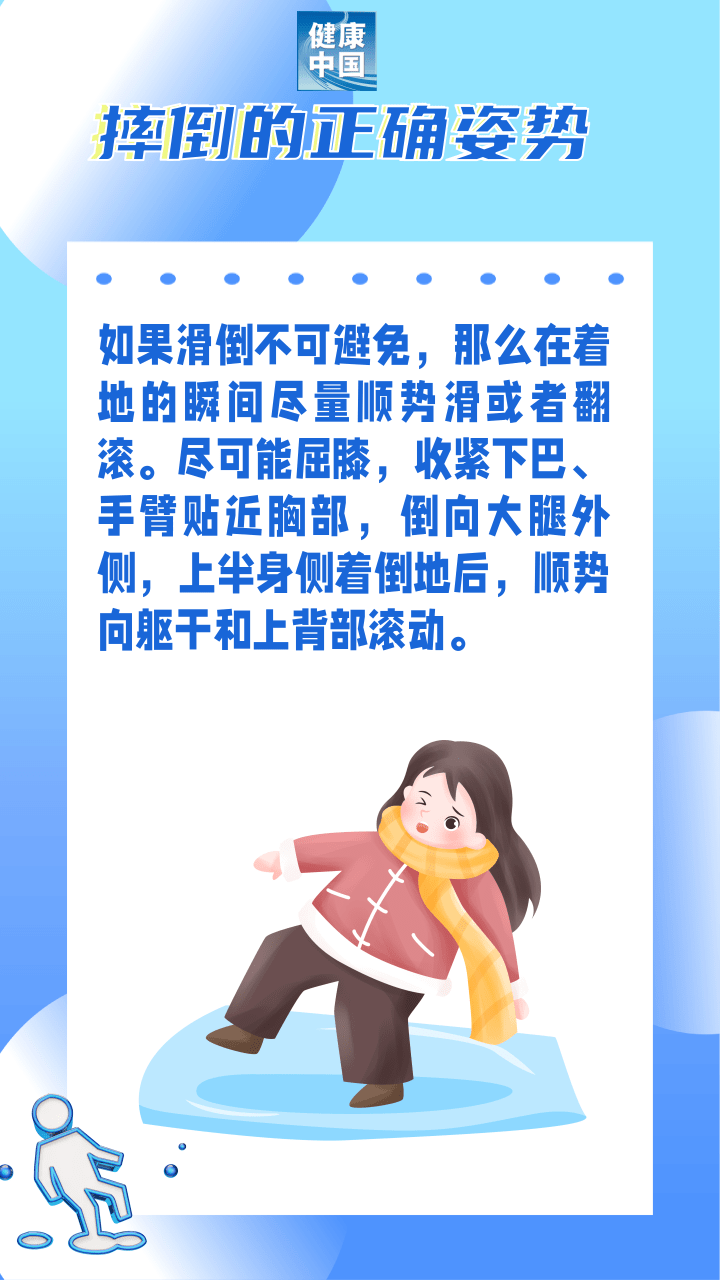 健康
中国
摔倒的正确姿势
如果滑倒不可避免，那么在着
地的瞬间尽量顺势滑或者翻
滚。尽可能屈膝，收紧下巴、
手臂贴近胸部，倒向大腿外
侧，上半身侧着倒地后，顺势
向躯干和上背部滚动。